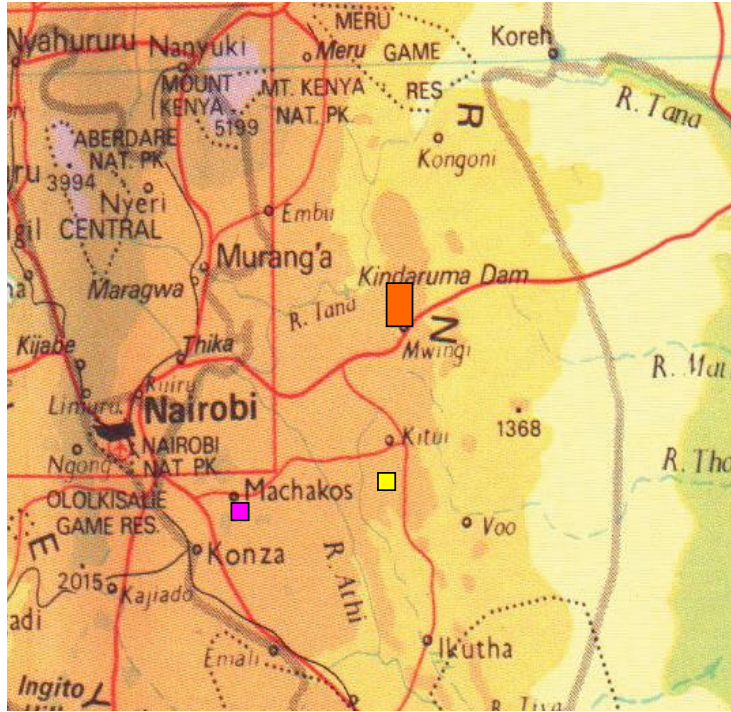 MERU
Nyahururu
Nanyuki
Meru
GAME
Koreh
MOUNT
KENYA
MT. KENYA
NAT. PK.
RES
R. Tana
5199
R
ABERDARE
NAT. PK.
Kongoni
3994
Nyeri
CENTRAL
Embu
Murang'a
Maragwa
Kindaruma Dam
R. Tana
N
Kijabe
Thika
Mwingi
Limuru
Ruiru
Nairobi
1368
Kitui
Ngong
NAIROBI
NAT. PK.
OLOLKISALIE
GAME RES.
Machakos
Voo
E
Konza
R. Athi
2015
Kajiado
Emali
Ikutha
Ingito